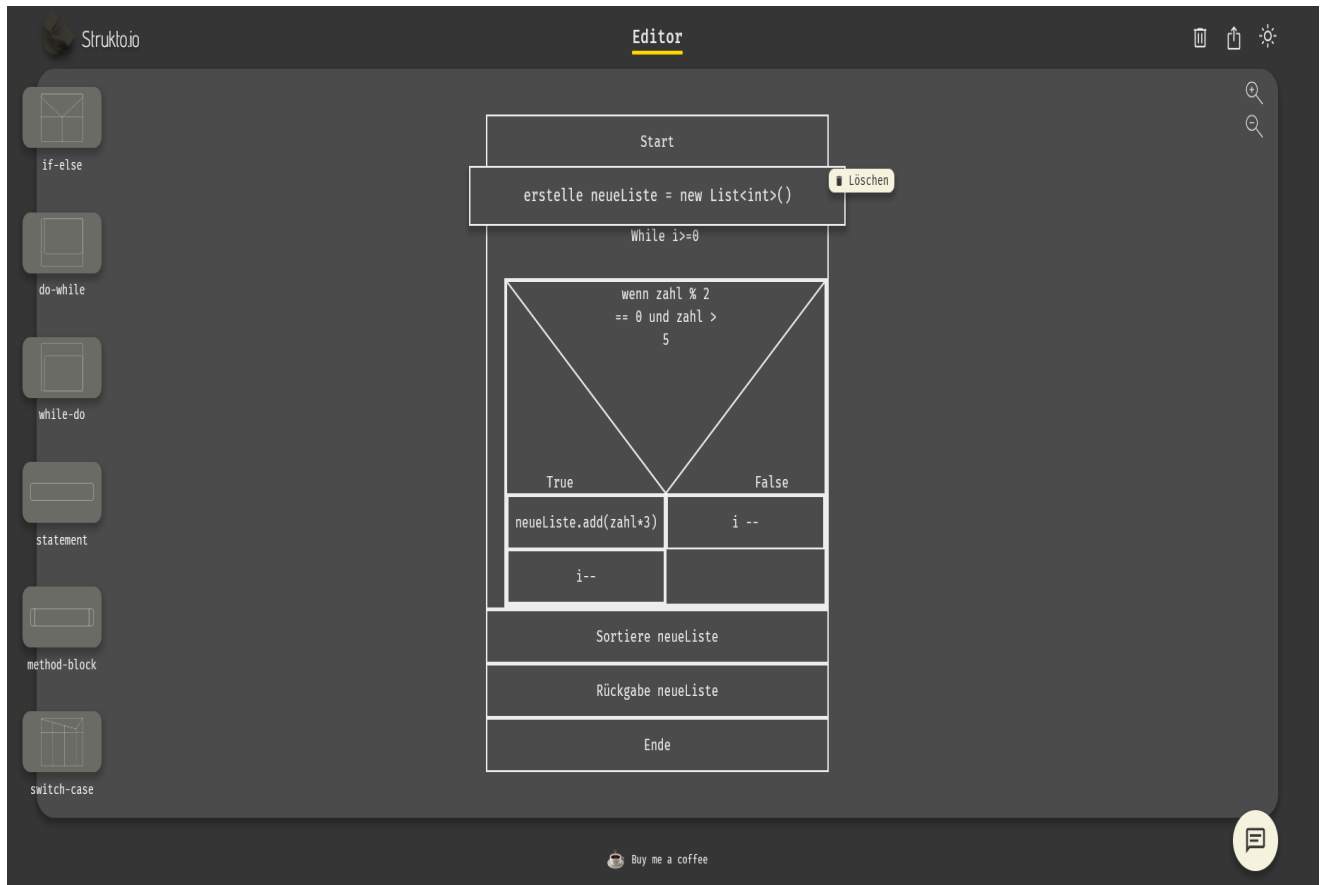 Strukto.io
Editor
if-else
do-while
while-do
statement
method-block
switch-case
Start
erstelle neueListe = new List<int>()
Löschen
While i>=0
wenn zahl % 2
== 0 und zahl >
5
True
False
neueListe.add(zahl*3)
i --
i--
Sortiere neueListe
Rückgabe neueListe
Ende
Buy me a coffee